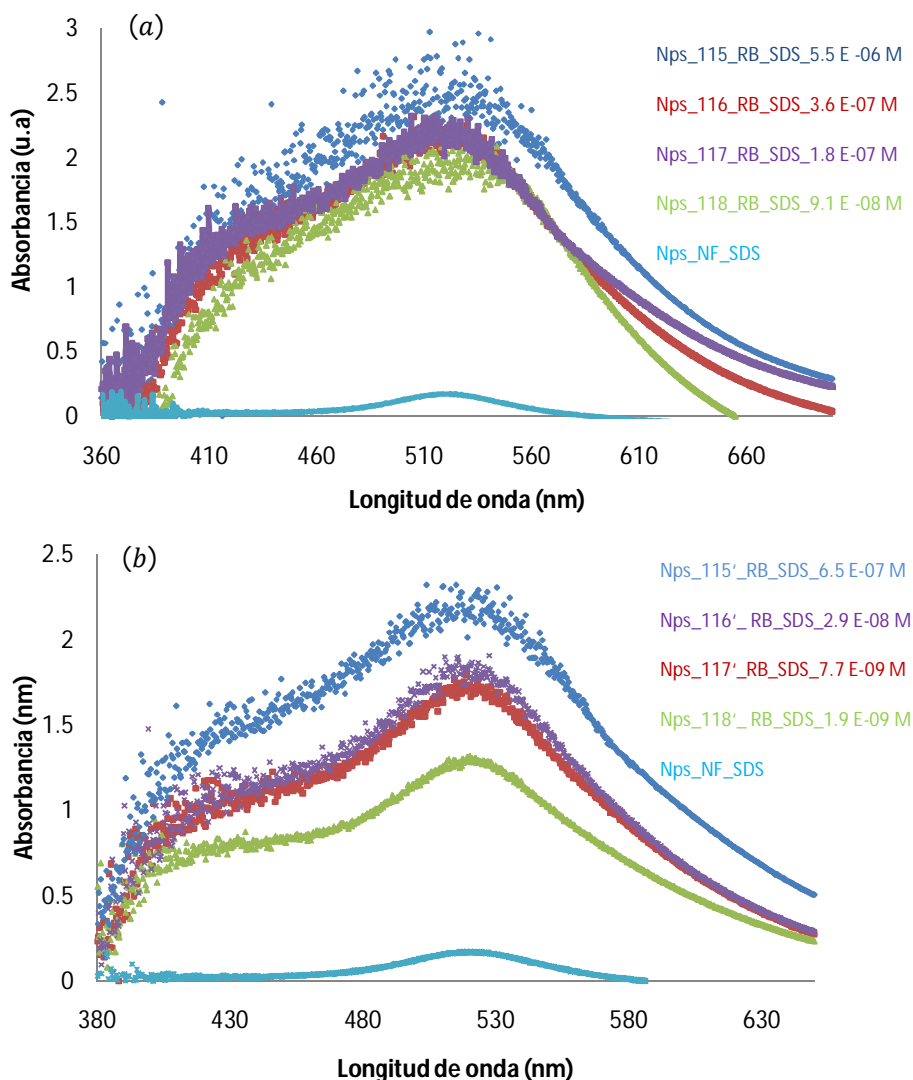 (a)
3
2.5
2
1.5
1
0.5
0
Absorbancia (u.a)
360 410 460 510 560 610 660
Longitud de onda (nm)
Nps_115_RB_SDS_5.5 E -06 M
Nps_116_RB_SDS_3.6 E-07 M
Nps_117_RB_SDS_1.8 E-07 M
Nps_118_RB_SDS_9.1 E -08 M
Nps_NF_SDS
(b)
2.5
2
1.5
1
0.5
0
Absorbancia (nm)
380 430 480 530 580 630
Longitud de onda (nm)
Nps_115‘_RB_SDS_6.5 E-07 M
Nps_116‘_ RB_SDS_2.9 E-08 M
Nps_117‘_RB_SDS_7.7 E-09 M
Nps_118‘_ RB_SDS_1.9 E-09 M
Nps_NF_SDS